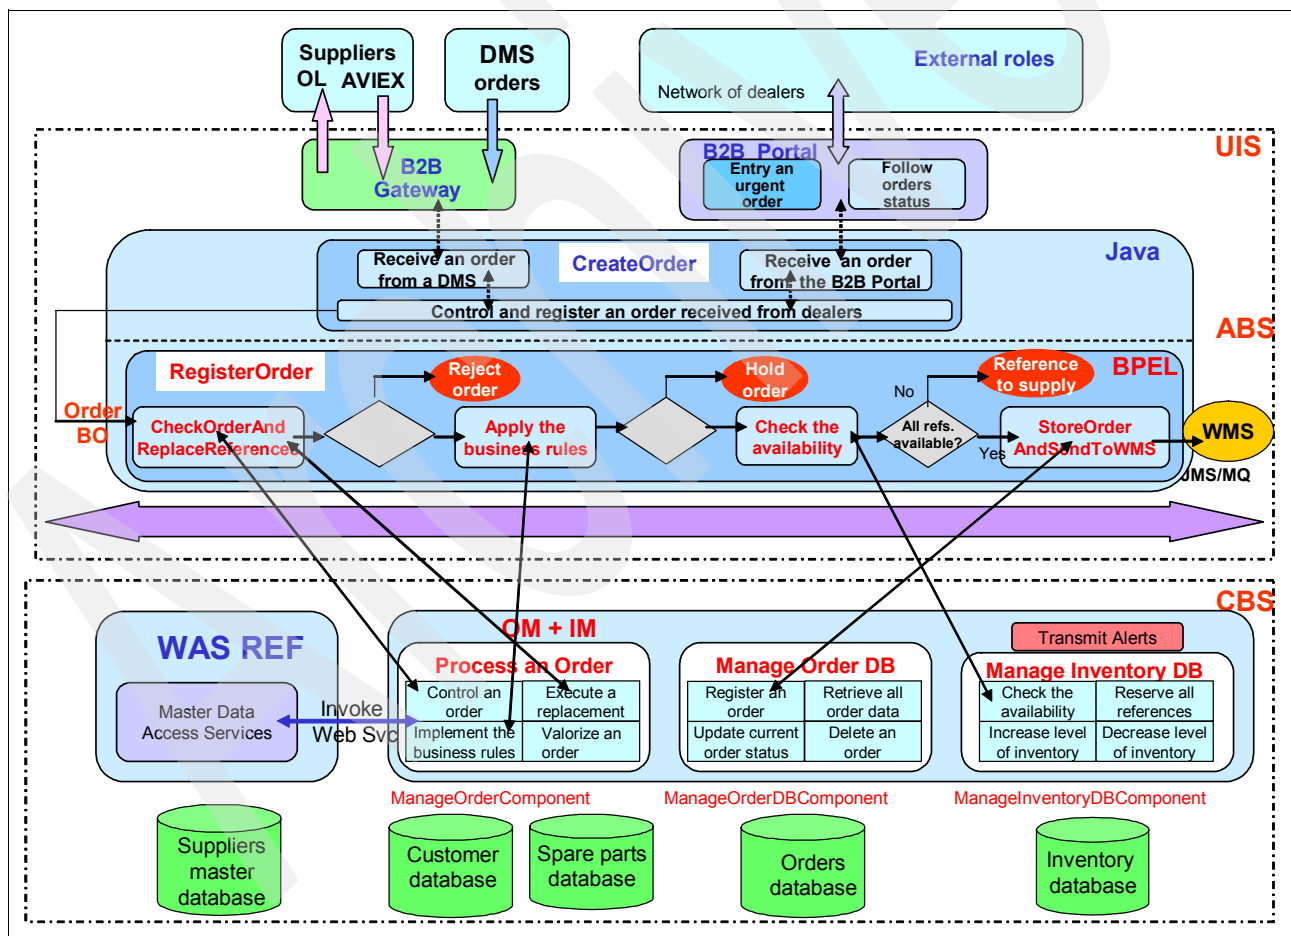 Suppliers
OL AVIEX
DMS
orders
External roles
Network of dealers
UIS
B2B
Gateway
B2B Portal
Entry an
urgent
order
Follow
orders
status
Java
CreateOrder
Receive an order
from a DMS
Receive an order
from the B2B Portal
Control and register an order received from dealers
ABS
BPEL
RegisterOrder
Reject
order
Hold
order
Reference
to supply
No
Order
BO
CheckOrderAnd
ReplaceReferences
Apply the
business rules
Check the
availability
All refs.
available?
Yes
StoreOrder
AndSendToWMS
WMS
JMS/MQ
CBS
WAS REF
Master Data
Access Services
Invoke
Web Svc
OM + IM
Process an Order
Control an
order
Execute a
replacement
Implement the
business rules
Valorize an
order
Manage Order DB
Register an
order
Retrieve all
order data
Update current
order status
Delete an
order
Transmit Alerts
Manage Inventory DB
Check the
availability
Reserve all
references
Increase level
of inventory
Decrease level
of inventory
ManageOrderComponent
ManageOrderDBComponent
ManageInventoryDBComponent
Suppliers
master
database
Customer
database
Spare parts
database
Orders
database
Inventory
database